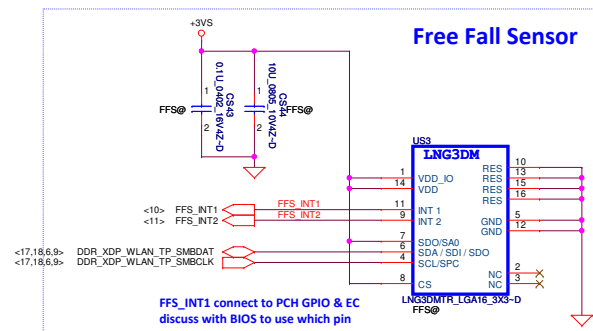 +3VS
Free Fall Sensor
1
1
0.1U_0402_16V4Z~D
CS43
10U_0805_10V4Z~D
CS44
FFS@
FFS@
2
2
US3
LNG3DM
1 VDD_IO
14 VDD
RES 10
RES 13
RES 15
RES 16
<10> FFS_INT1 FFS_INT1 11 INT 1
<11> FFS_INT2 FFS_INT2 9 INT 2
GND 5
GND 12
7 SDO/SA0
<17,18,6,9> DDR_XDP_WLAN_TP_SMBDAT 6 SDA / SDI / SDO
<17,18,6,9> DDR_XDP_WLAN_TP_SMBCLK 4 SCL/SPC
NC 2
8 CS NC 3
LNG3DMTR_LGA16_3X3~D
FFS@
FFS_INT1 connect to PCH GPIO & EC
discuss with BIOS to use which pin